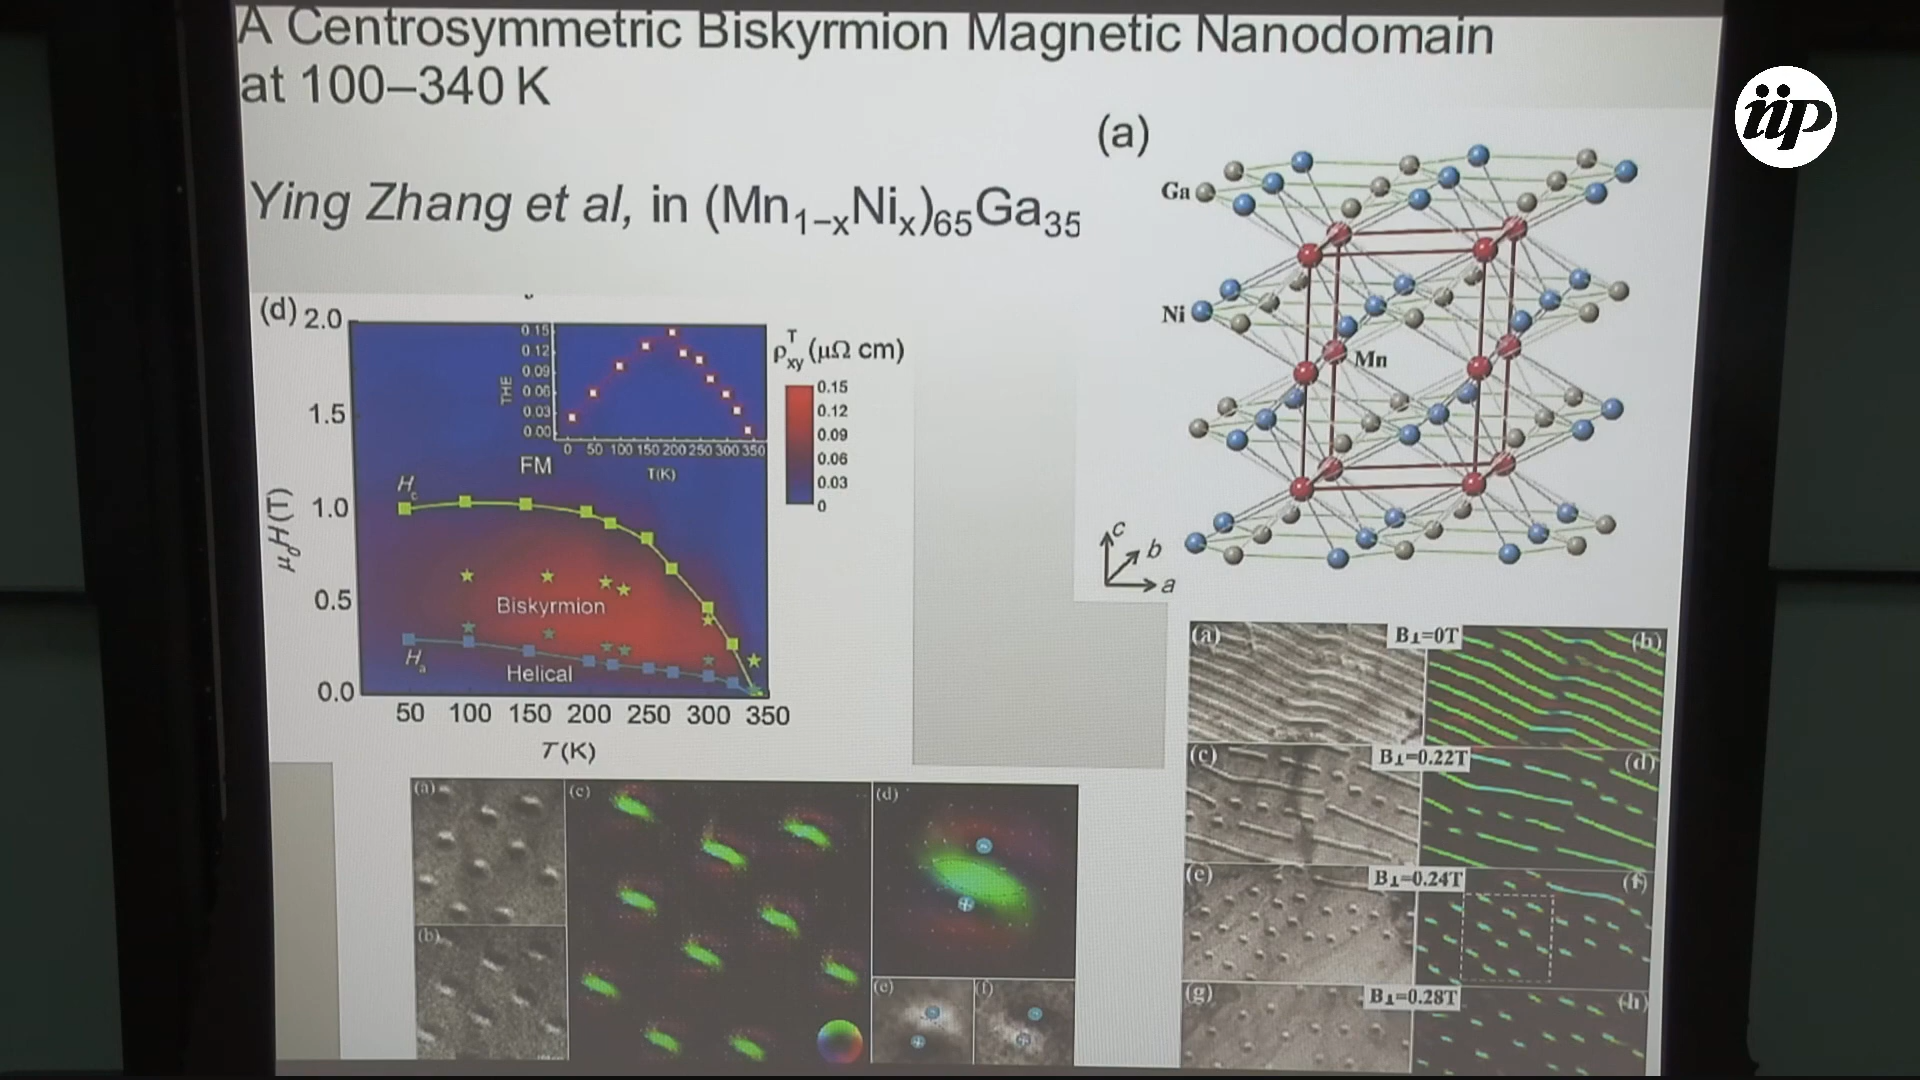 A Centrosymmetric Biskyrmion Magnetic Nanodomain
at 100–340 K
iip
Ying Zhang et al, in (Mn1−xNix)65Ga35
(a)
Ga
Ni
Mn
c
b
a
(d)
2.0
1.5
1.0
0.5
0.0
μ0H (T)
50 100 150 200 250 300 350
T (K)
0.15
0.12
0.09
0.06
0.03
0.00
THE
0 50 100 150 200 250 300 350
T(K)
FM
Hc
Biskyrmion
Ha
Helical
ρTxy (μΩ cm)
0.15
0.12
0.09
0.06
0.03
0
(a) B⊥=0T (b)
(c) B⊥=0.22T (d)
(e) B⊥=0.24T (f)
(g) B⊥=0.28T (h)
(a) (c) (d)
(b)
(e) (f)